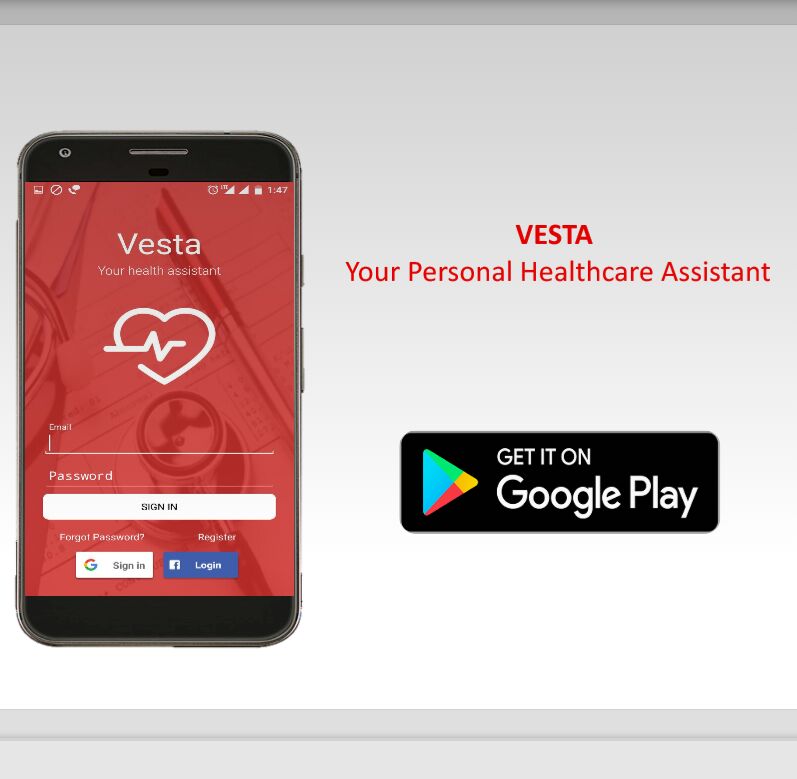 LTE 1:47
Vesta
Your health assistant
Email
Password
SIGN IN
Forgot Password? Register
Sign in Login
VESTA
Your Personal Healthcare Assistant
GET IT ON
Google Play